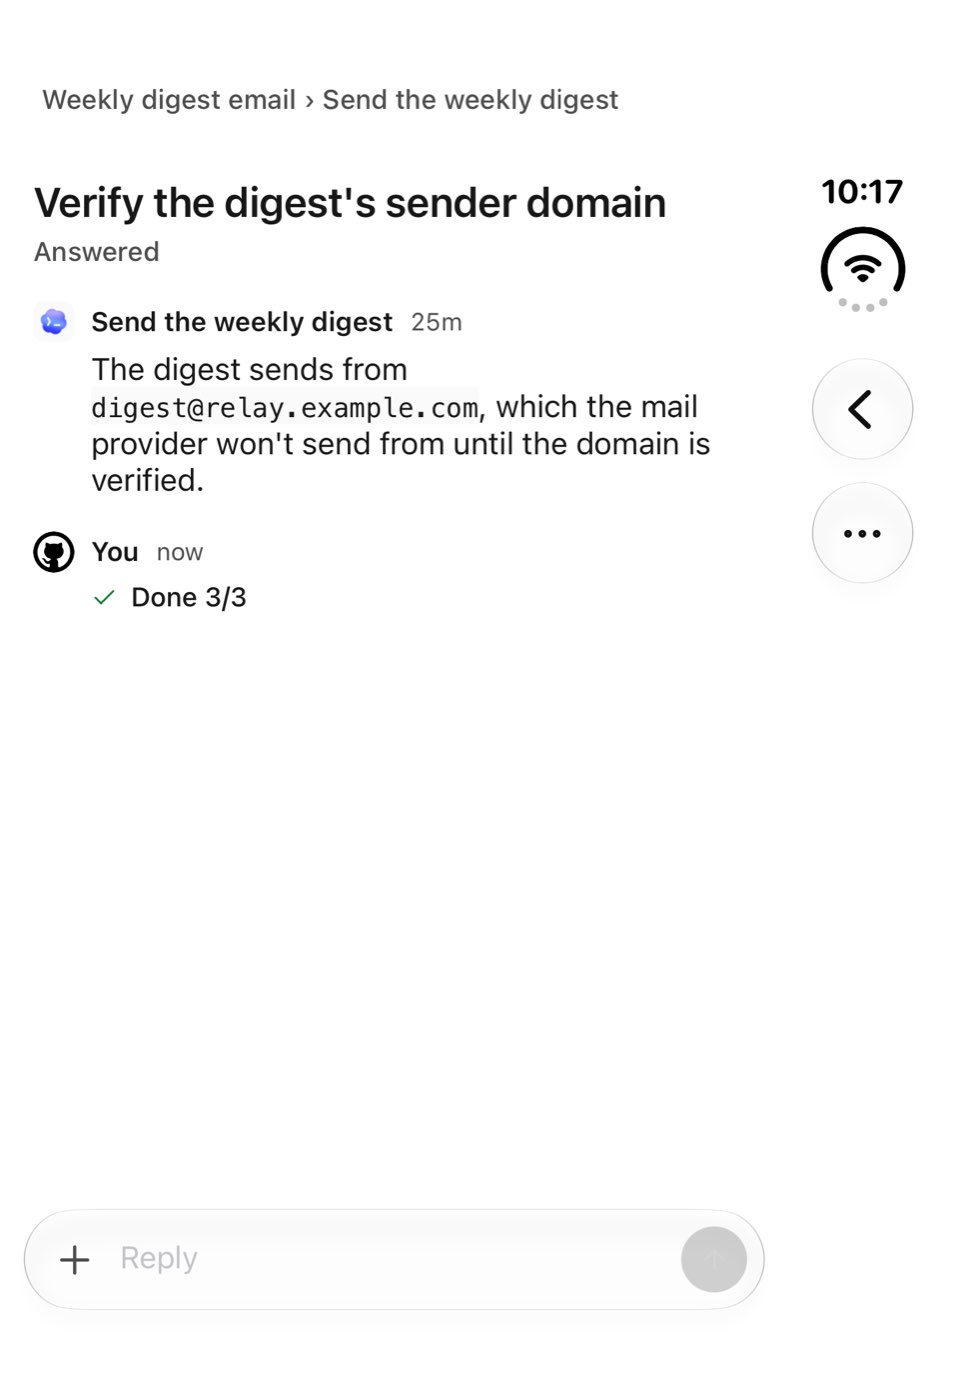 Weekly digest email › Send the weekly digest
Verify the digest's sender domain
10:17
Answered
Send the weekly digest 25m
The digest sends from
digest@relay.example.com, which the mail
provider won't send from until the domain is
verified.
You now
Done 3/3
Reply